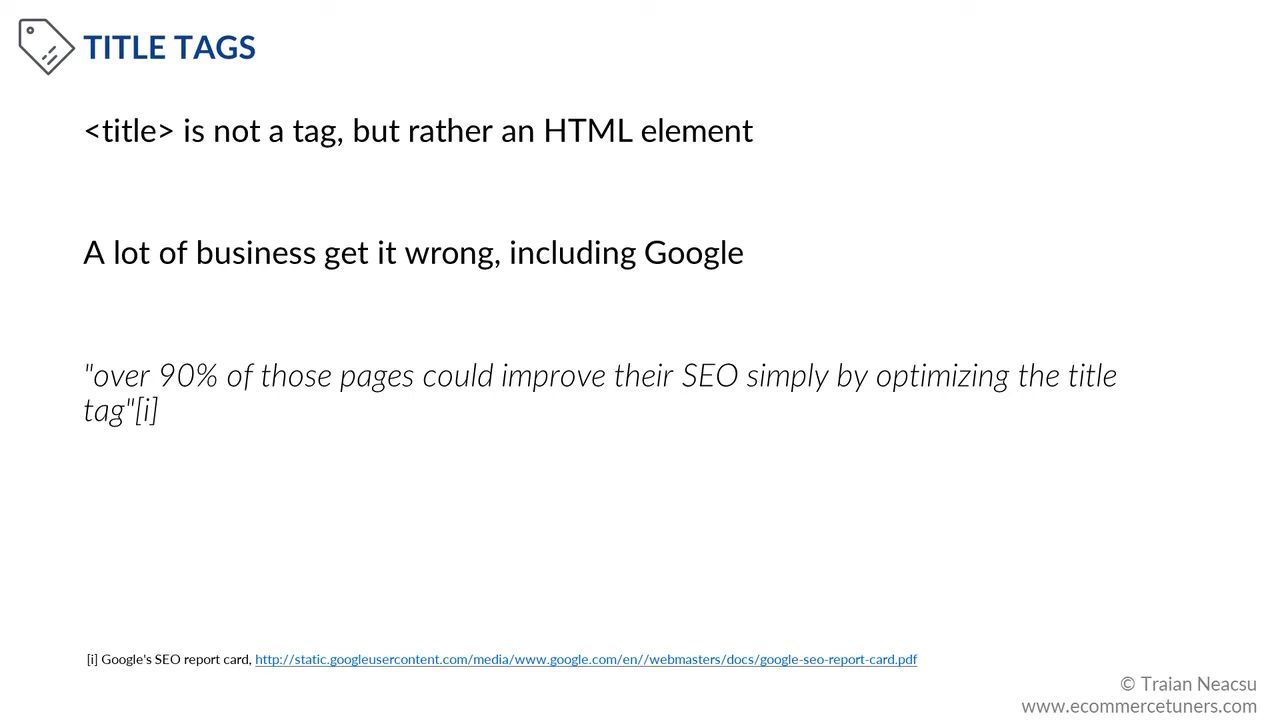 TITLE TAGS
<title> is not a tag, but rather an HTML element
A lot of business get it wrong, including Google
"over 90% of those pages could improve their SEO simply by optimizing the title
tag"[i]
[i] Google's SEO report card, http://static.googleusercontent.com/media/www.google.com/en//webmasters/docs/google-seo-report-card.pdf
© Traian Neacsu
www.ecommercetuners.com